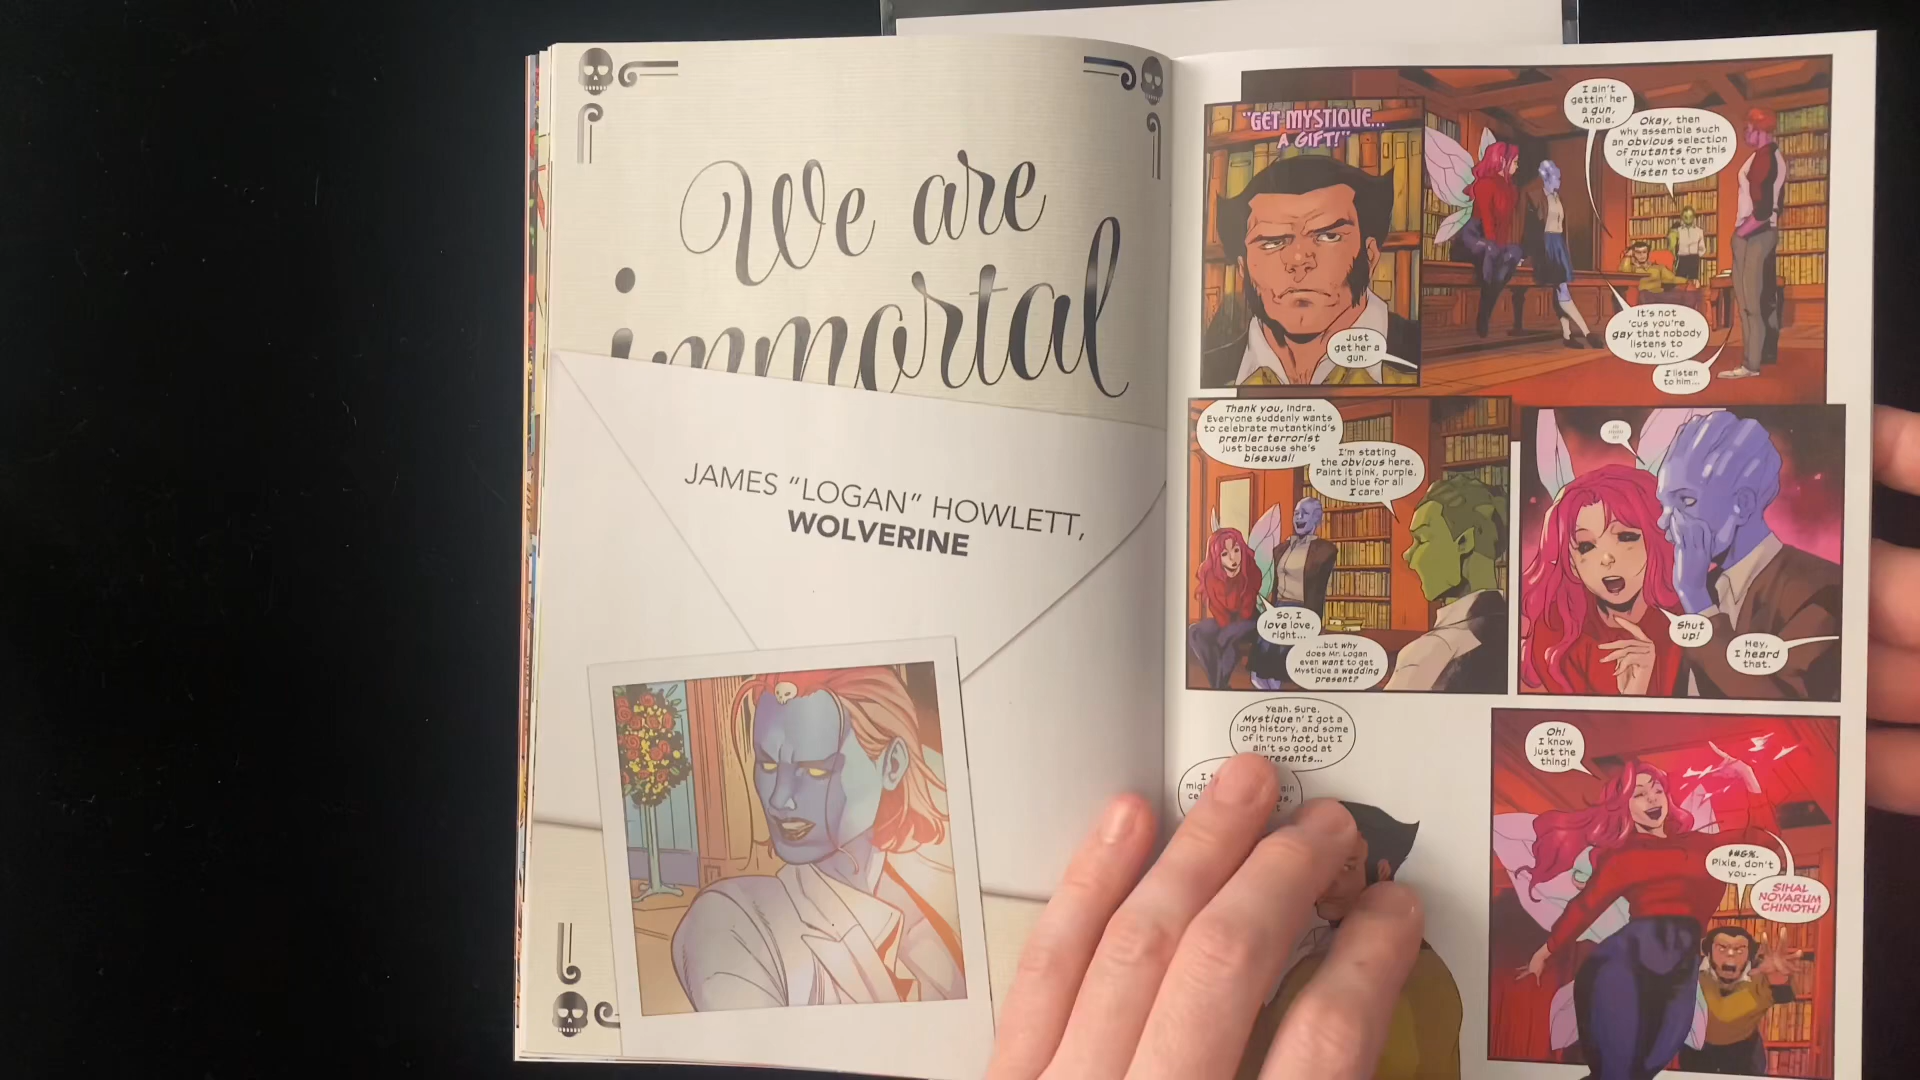 We are
immortal
JAMES "LOGAN" HOWLETT,
WOLVERINE
"GET MYSTIQUE...
A GIFT!"
Just
get her a
gun.
I ain't
gettin' her
a gun,
Anole.
Okay, then
why assemble such
an obvious selection
of mutants for this
if you won't even
listen to us?
It's not
'cus you're
gay that nobody
listens to
you, Vic.
I listen
to him...
Thank you, Indra.
Everyone suddenly wants
to celebrate mutantkind's
premier terrorist
just because she's
bisexual!
I'm stating
the obvious here.
Paint it pink, purple,
and blue for all
I care!
So, I
love love,
right...
...but why
does Mr. Logan
even want to get
Mystique a wedding
present?
Shut
up!
Hey,
I heard
that.
Yeah. Sure.
Mystique n' I got a
long history, and some
of it runs hot, but I
ain't so good at
presents...
Oh!
I know
just the
thing!
#@&%.
Pixie, don't
you--
SIHAL
NOVARUM
CHINOTH!